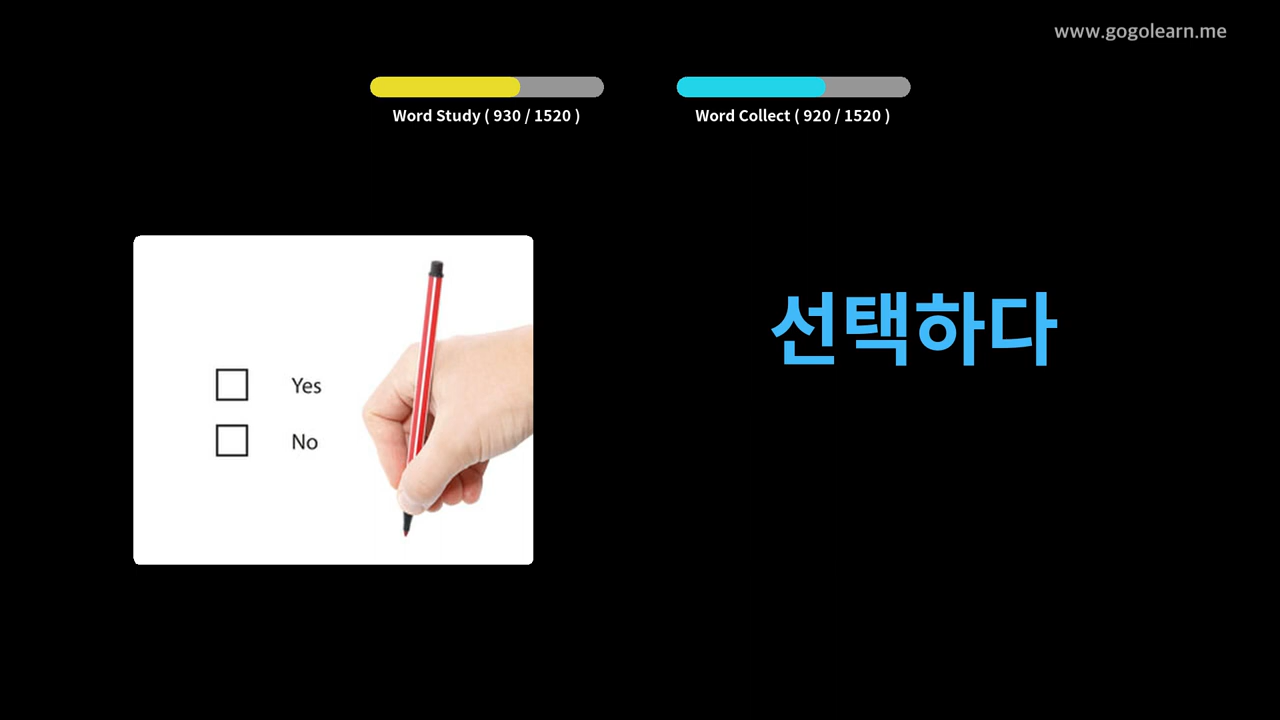 www.gogolearn.me
Word Study ( 930 / 1520 )
Word Collect ( 920 / 1520 )
선택하다
Yes
No